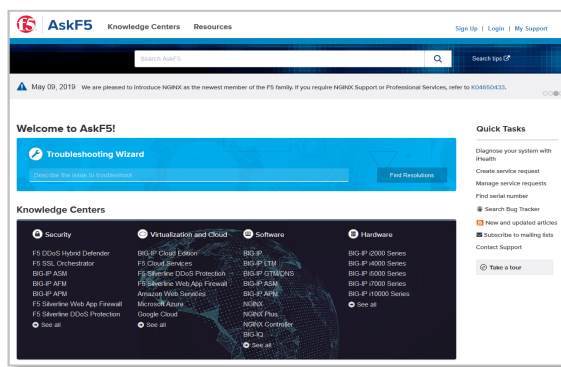 f5 AskF5 Knowledge Centers Resources Sign Up | Login | My Support
Search AskF5 Search tips
May 09, 2019 We are pleased to introduce NGINX as the newest member of the F5 family. If you require NGINX Support or Professional Services, refer to K04650433.
Welcome to AskF5!
Troubleshooting Wizard
Describe the issue to troubleshoot Find Resolutions
Knowledge Centers
Security
F5 DDoS Hybrid Defender
F5 SSL Orchestrator
BIG-IP ASM
BIG-IP AFM
BIG-IP APM
F5 Silverline Web App Firewall
F5 Silverline DDoS Protection
See all
Virtualization and Cloud
BIG-IP Cloud Edition
F5 Cloud Services
F5 Silverline DDoS Protection
F5 Silverline Web App Firewall
Amazon Web Services
Microsoft Azure
Google Cloud
See all
Software
BIG-IP
BIG-IP LTM
BIG-IP GTM/DNS
BIG-IP ASM
BIG-IP APM
NGINX
NGINX Plus
NGINX Controller
BIG-IQ
See all
Hardware
BIG-IP i2000 Series
BIG-IP i4000 Series
BIG-IP i5000 Series
BIG-IP i7000 Series
BIG-IP i10000 Series
See all
Quick Tasks
Diagnose your system with
iHealth
Create service request
Manage service requests
Find serial number
Search Bug Tracker
New and updated articles
Subscribe to mailing lists
Contact Support
Take a tour